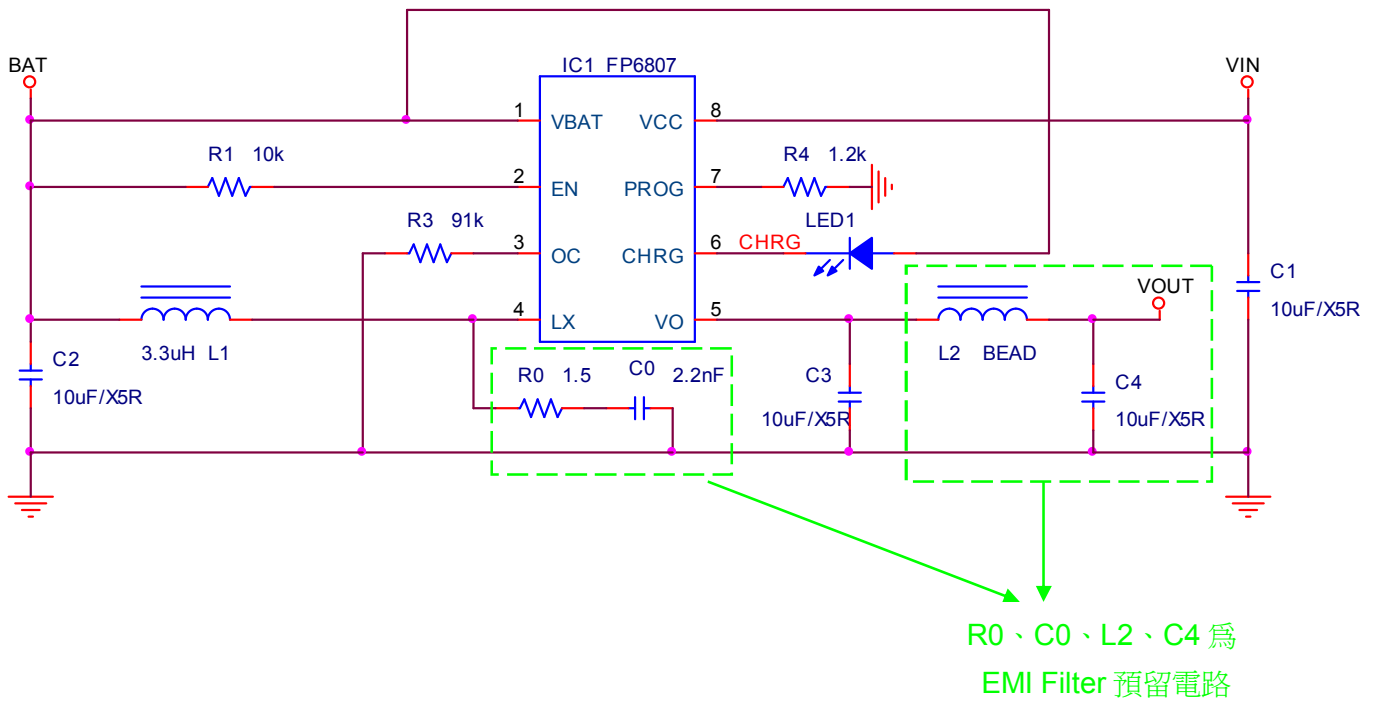 BAT
IC1 FP6807
VIN
1
VBAT
VCC
8
R1 10k
2
EN
PROG
7
R4 1.2k
R3 91k
3
OC
CHRG
6
CHRG
LED1
4
LX
VO
5
3.3uH L1
L2 BEAD
VOUT
C1
10uF/X5R
C2
10uF/X5R
R0 1.5
C0
2.2nF
C3
10uF/X5R
C4
10uF/X5R
R0、C0、L2、C4 爲
EMI Filter 預留電路